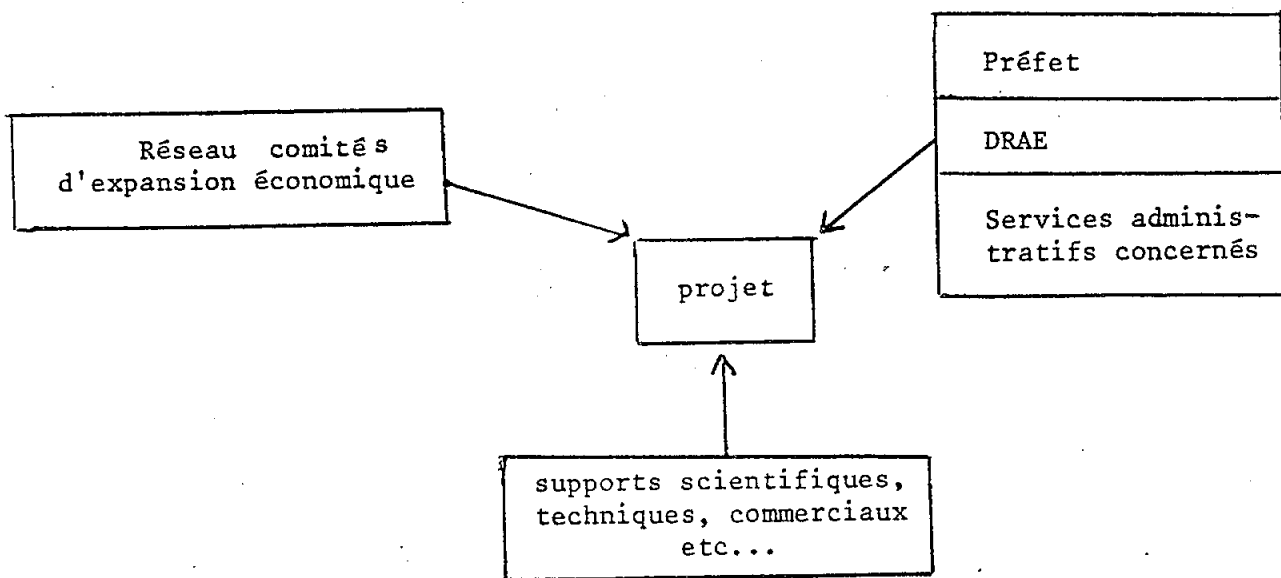 Préfet
DRAE
Services adminis-
tratifs concernés
Réseau comités
d'expansion économique
projet
supports scientifiques,
techniques, commerciaux
etc...